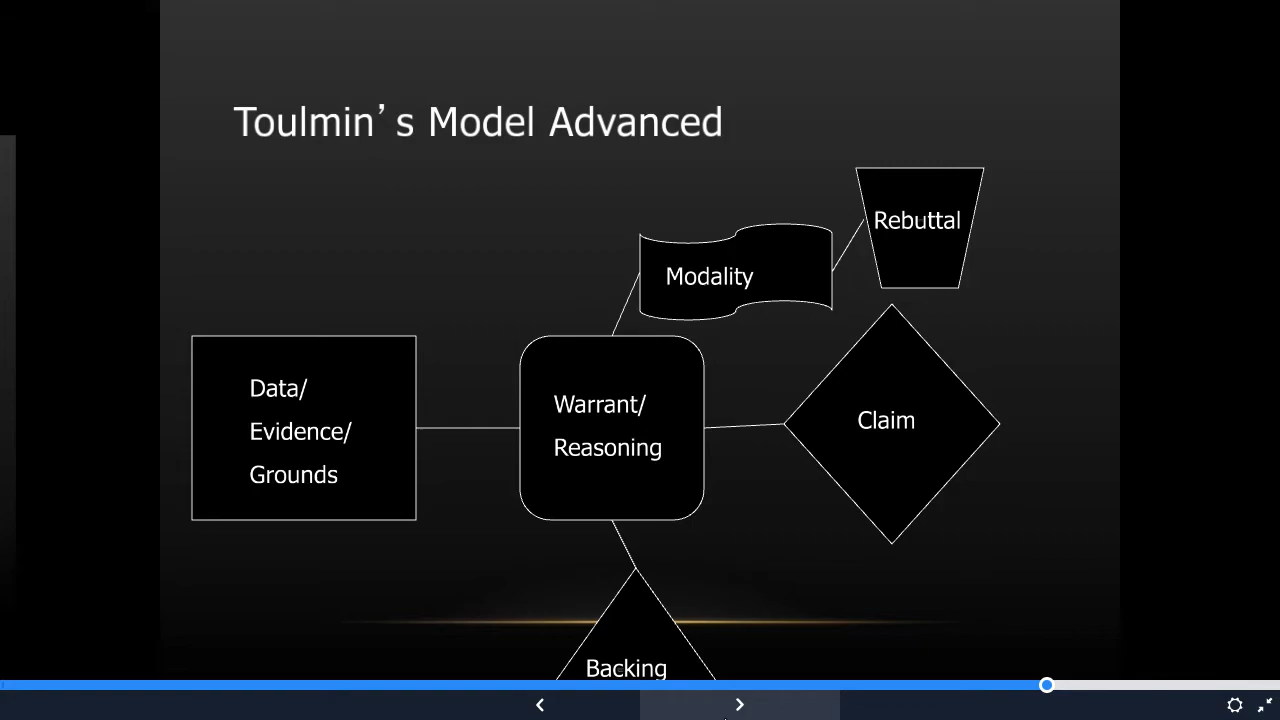 Toulmin’s Model Advanced
Rebuttal
Modality
Data/
Evidence/
Grounds
Warrant/
Reasoning
Claim
Backing